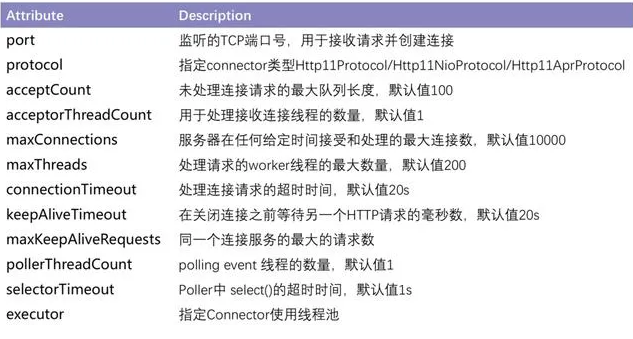 Attribute Description
port 监听的TCP端口号，用于接收请求并创建连接
protocol 指定connector类型Http11Protocol/Http11NioProtocol/Http11AprProtocol
acceptCount 未处理连接请求的最大队列长度，默认值100
acceptorThreadCount 用于处理接收连接线程的数量，默认值1
maxConnections 服务器在任何给定时间接受和处理的最大连接数，默认值10000
maxThreads 处理请求的worker线程的最大数量，默认值200
connectionTimeout 处理连接请求的超时时间，默认值20s
keepAliveTimeout 在关闭连接之前等待另一个HTTP请求的毫秒数，默认值20s
maxKeepAliveRequests 同一个连接服务的最大的请求数
pollerThreadCount polling event 线程的数量，默认值1
selectorTimeout Poller中 select()的超时时间，默认值1s
executor 指定Connector使用线程池